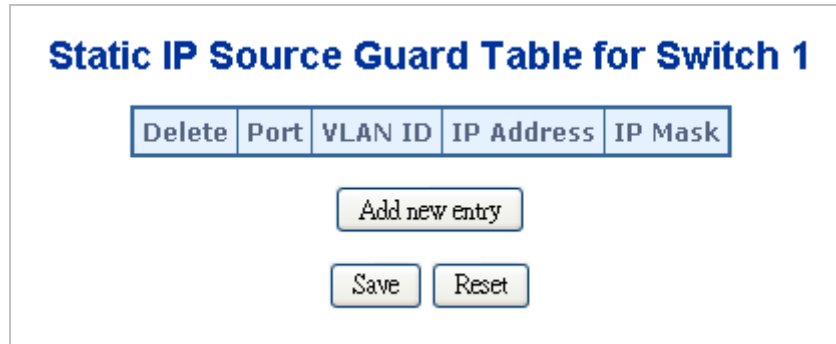 Static IP Source Guard Table for Switch 1
Delete Port VLAN ID IP Address IP Mask
Add new entry
Save Reset